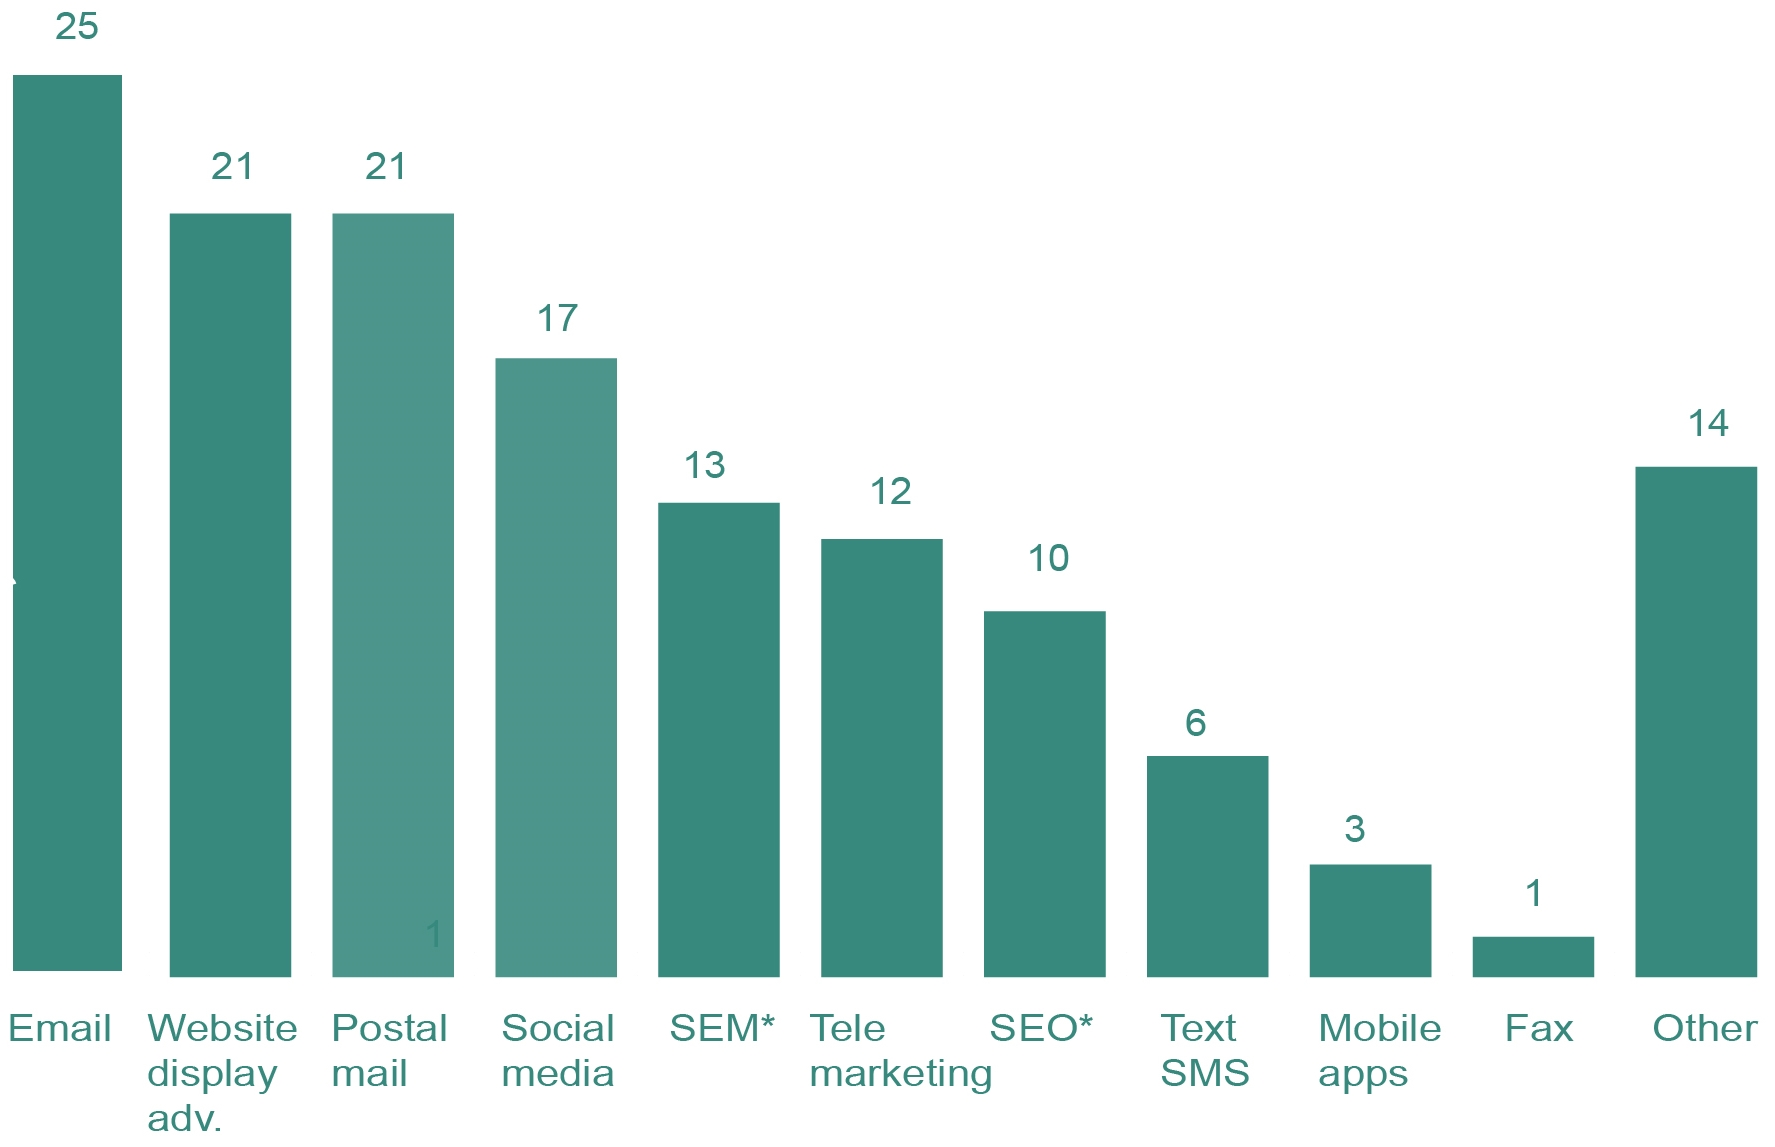 25
21
21
17
14
13
12
10
6
3
1
1
Email
Website
display
adv.
Postal
mail
Social
media
SEM*
Tele
marketing
SEO*
Text
SMS
Mobile
apps
Fax
Other